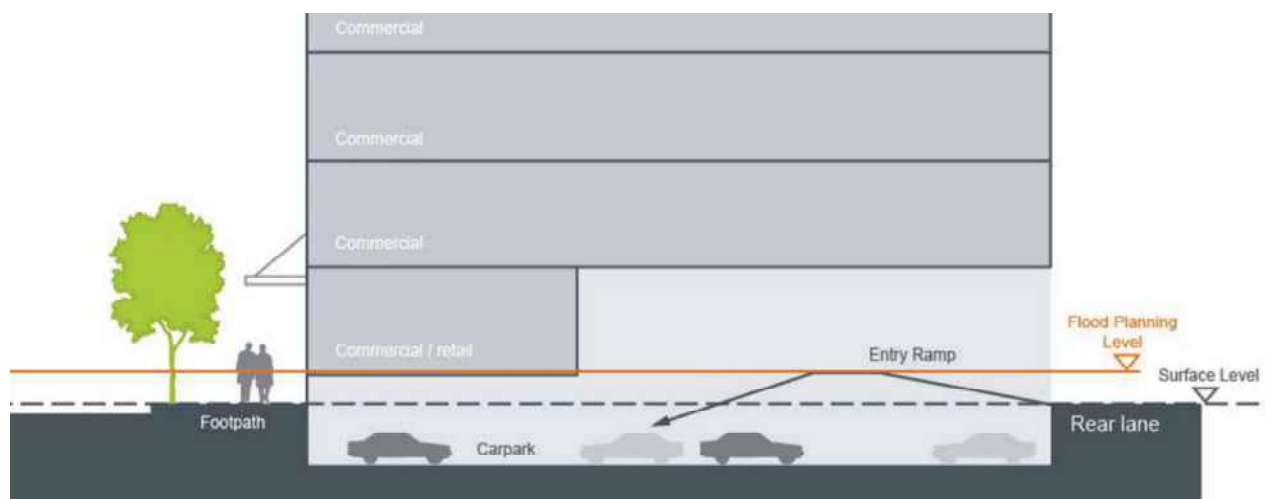 Commercial
Commercial
Commercial
Commercial / retail
Flood Planning
Level
Entry Ramp
Surface Level
Footpath
Rear lane
Carpark